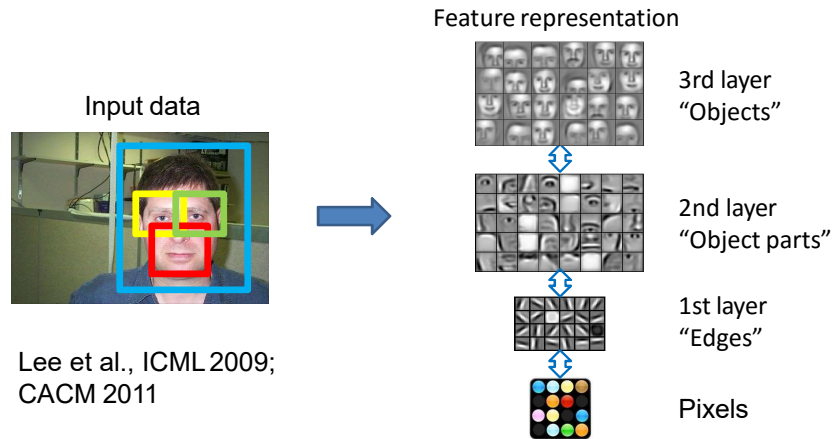 Feature representation
3rd layer
“Objects”
Input data
2nd layer
“Object parts”
1st layer
“Edges”
Lee et al., ICML 2009;
CACM 2011
Pixels